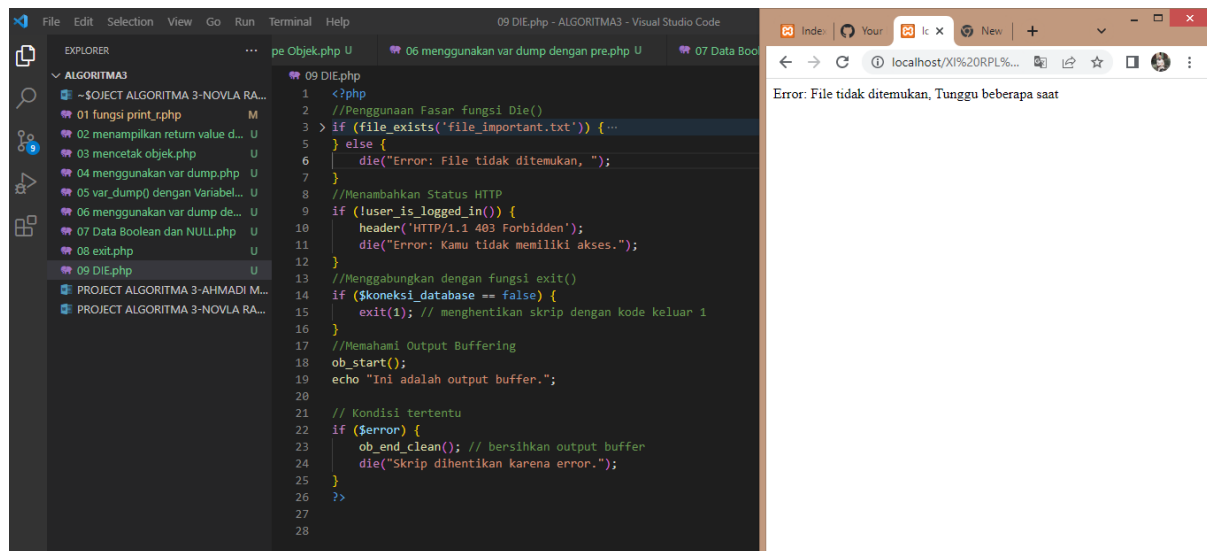 File Edit Selection View Go Run Terminal Help 09 DIE.php - ALGORITMA3 - Visual Studio Code
EXPLORER ···
ALGORITMA3
~$OJECT ALGORITMA 3-NOVLA RA...
01 fungsi print_r.php M
02 menampilkan return value d... U
03 mencetak objek.php U
04 menggunakan var dump.php U
05 var_dump() dengan Variabel... U
06 menggunakan var dump de... U
07 Data Boolean dan NULL.php U
08 exit.php U
09 DIE.php U
PROJECT ALGORITMA 3-AHMADI M...
PROJECT ALGORITMA 3-NOVLA RA...
9
pe Objek.php U 06 menggunakan var dump dengan pre.php U 07 Data Bool
09 DIE.php
1 <?php
2 //Penggunaan Fasar fungsi Die()
3 > if (file_exists('file_important.txt')) { ···
5 } else {
6 die("Error: File tidak ditemukan, ");
7 }
8 //Menambahkan Status HTTP
9 if (!user_is_logged_in()) {
10 header('HTTP/1.1 403 Forbidden');
11 die("Error: Kamu tidak memiliki akses.");
12 }
13 //Menggabungkan dengan fungsi exit()
14 if ($koneksi_database == false) {
15 exit(1); // menghentikan skrip dengan kode keluar 1
16 }
17 //Memahami Output Buffering
18 ob_start();
19 echo "Ini adalah output buffer.";
20
21 // Kondisi tertentu
22 if ($error) {
23 ob_end_clean(); // bersihkan output buffer
24 die("Skrip dihentikan karena error.");
25 }
26 ?>
27
28
Index Your lc New
localhost/XI%20RPL%...
Error: File tidak ditemukan, Tunggu beberapa saat